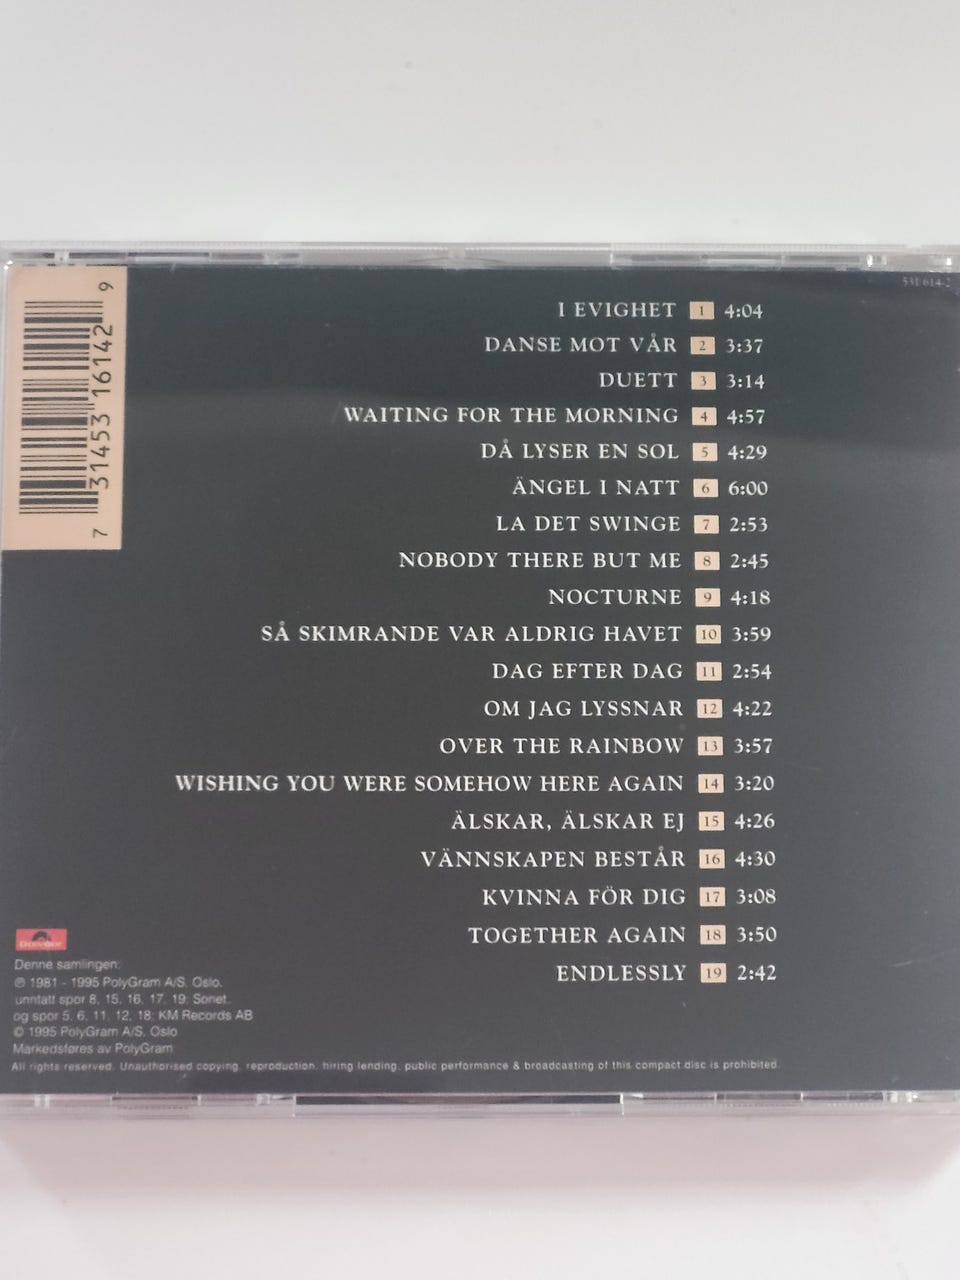 531 614-2
7 31453 16142 9
I EVIGHET 1 4:04
DANSE MOT VÅR 2 3:37
DUETT 3 3:14
WAITING FOR THE MORNING 4 4:57
DÅ LYSER EN SOL 5 4:29
ÄNGEL I NATT 6 6:00
LA DET SWINGE 7 2:53
NOBODY THERE BUT ME 8 2:45
NOCTURNE 9 4:18
SÅ SKIMRANDE VAR ALDRIG HAVET 10 3:59
DAG EFTER DAG 11 2:54
OM JAG LYSSNAR 12 4:22
OVER THE RAINBOW 13 3:57
WISHING YOU WERE SOMEHOW HERE AGAIN 14 3:20
ÄLSKAR, ÄLSKAR EJ 15 4:26
VÄNNSKAPEN BESTÅR 16 4:30
KVINNA FÖR DIG 17 3:08
TOGETHER AGAIN 18 3:50
ENDLESSLY 19 2:42
Polydor
Denne samlingen:
℗ 1981 - 1995 PolyGram A/S, Oslo,
unntatt spor 8, 15, 16, 17, 19: Sonet,
og spor 5, 6, 11, 12, 18: KM Records AB
© 1995 PolyGram A/S, Oslo
Markedsføres av PolyGram
All rights reserved. Unauthorised copying, reproduction, hiring lending, public performance & broadcasting of this compact disc is prohibited.